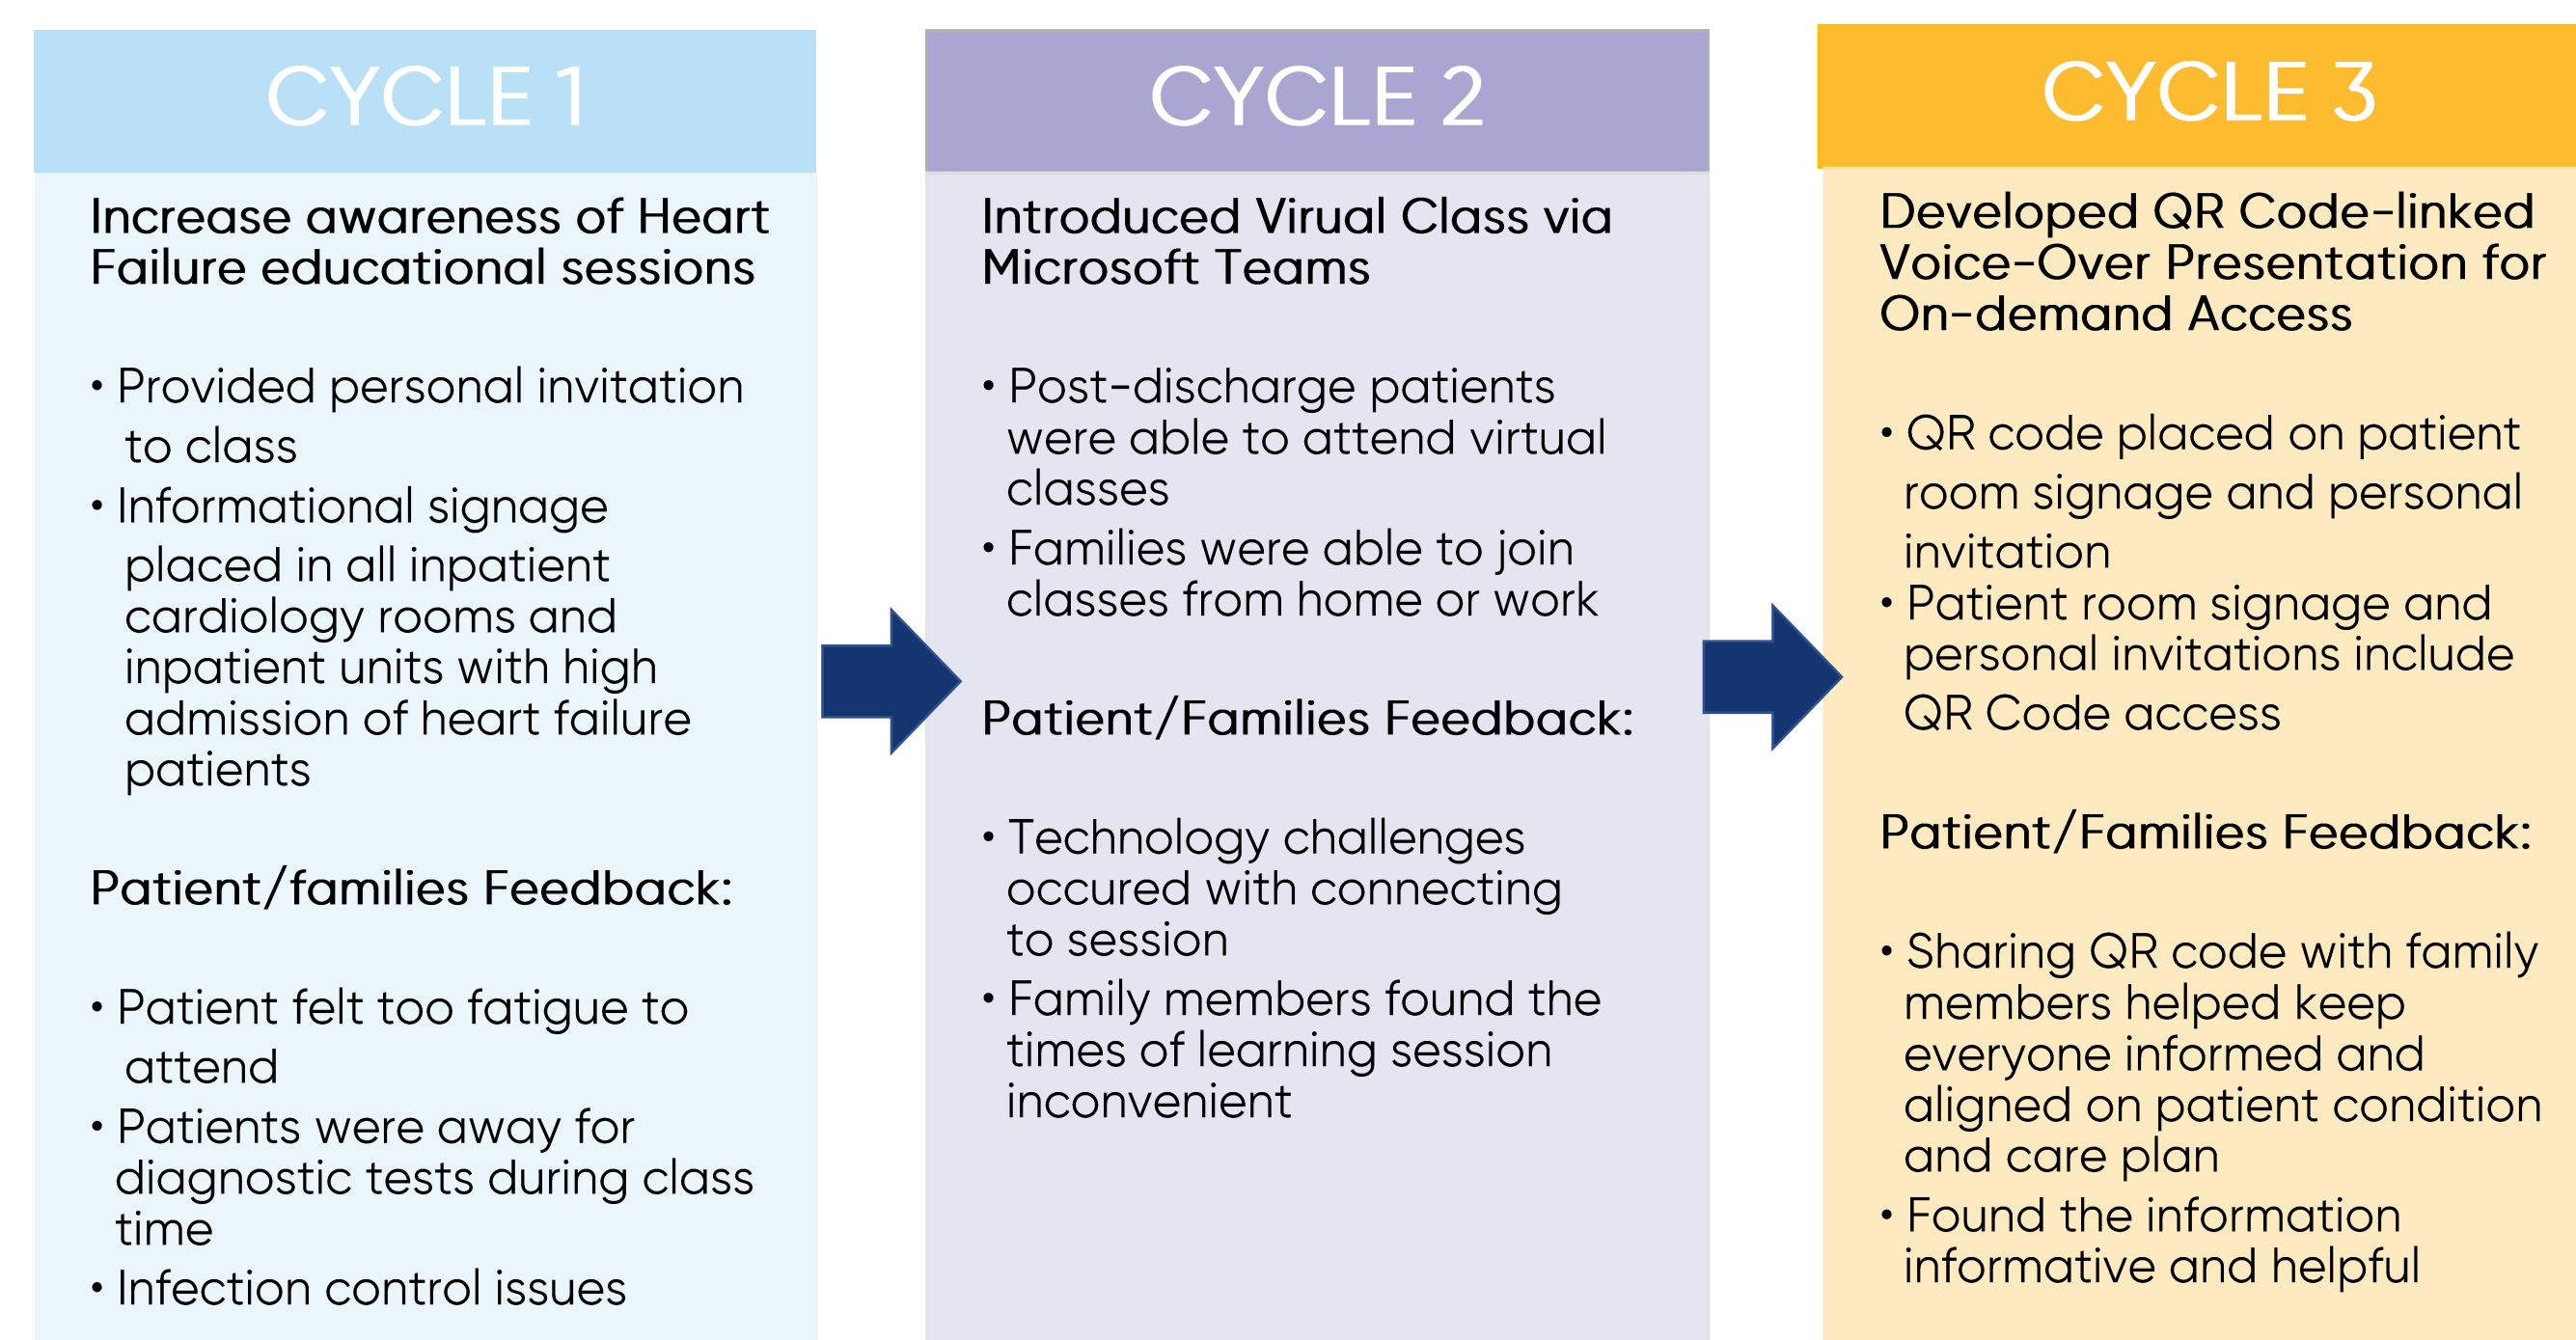 CYCLE 1
Increase awareness of Heart
Failure educational sessions
• Provided personal invitation
to class
• Informational signage
placed in all inpatient
cardiology rooms and
inpatient units with high
admission of heart failure
patients
Patient/families Feedback:
• Patient felt too fatigue to
attend
• Patients were away for
diagnostic tests during class
time
• Infection control issues
CYCLE 2
Introduced Virual Class via
Microsoft Teams
• Post-discharge patients
were able to attend virtual
classes
• Families were able to join
classes from home or work
Patient/Families Feedback:
• Technology challenges
occured with connecting
to session
• Family members found the
times of learning session
inconvenient
CYCLE 3
Developed QR Code-linked
Voice-Over Presentation for
On-demand Access
• QR code placed on patient
room signage and personal
invitation
• Patient room signage and
personal invitations include
QR Code access
Patient/Families Feedback:
• Sharing QR code with family
members helped keep
everyone informed and
aligned on patient condition
and care plan
• Found the information
informative and helpful